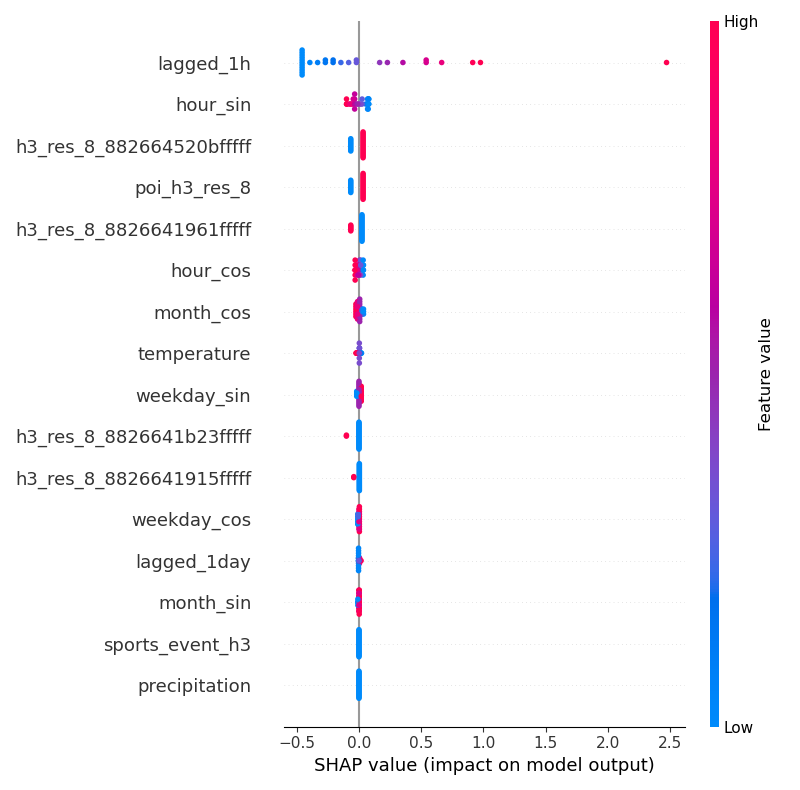 High
lagged_1h
hour_sin
h3_res_8_882664520bfffff
poi_h3_res_8
h3_res_8_8826641961fffff
hour_cos
month_cos
temperature
weekday_sin
h3_res_8_8826641b23fffff
h3_res_8_8826641915fffff
weekday_cos
lagged_1day
month_sin
sports_event_h3
precipitation
Feature value
Low
−0.5 0.0 0.5 1.0 1.5 2.0 2.5
SHAP value (impact on model output)